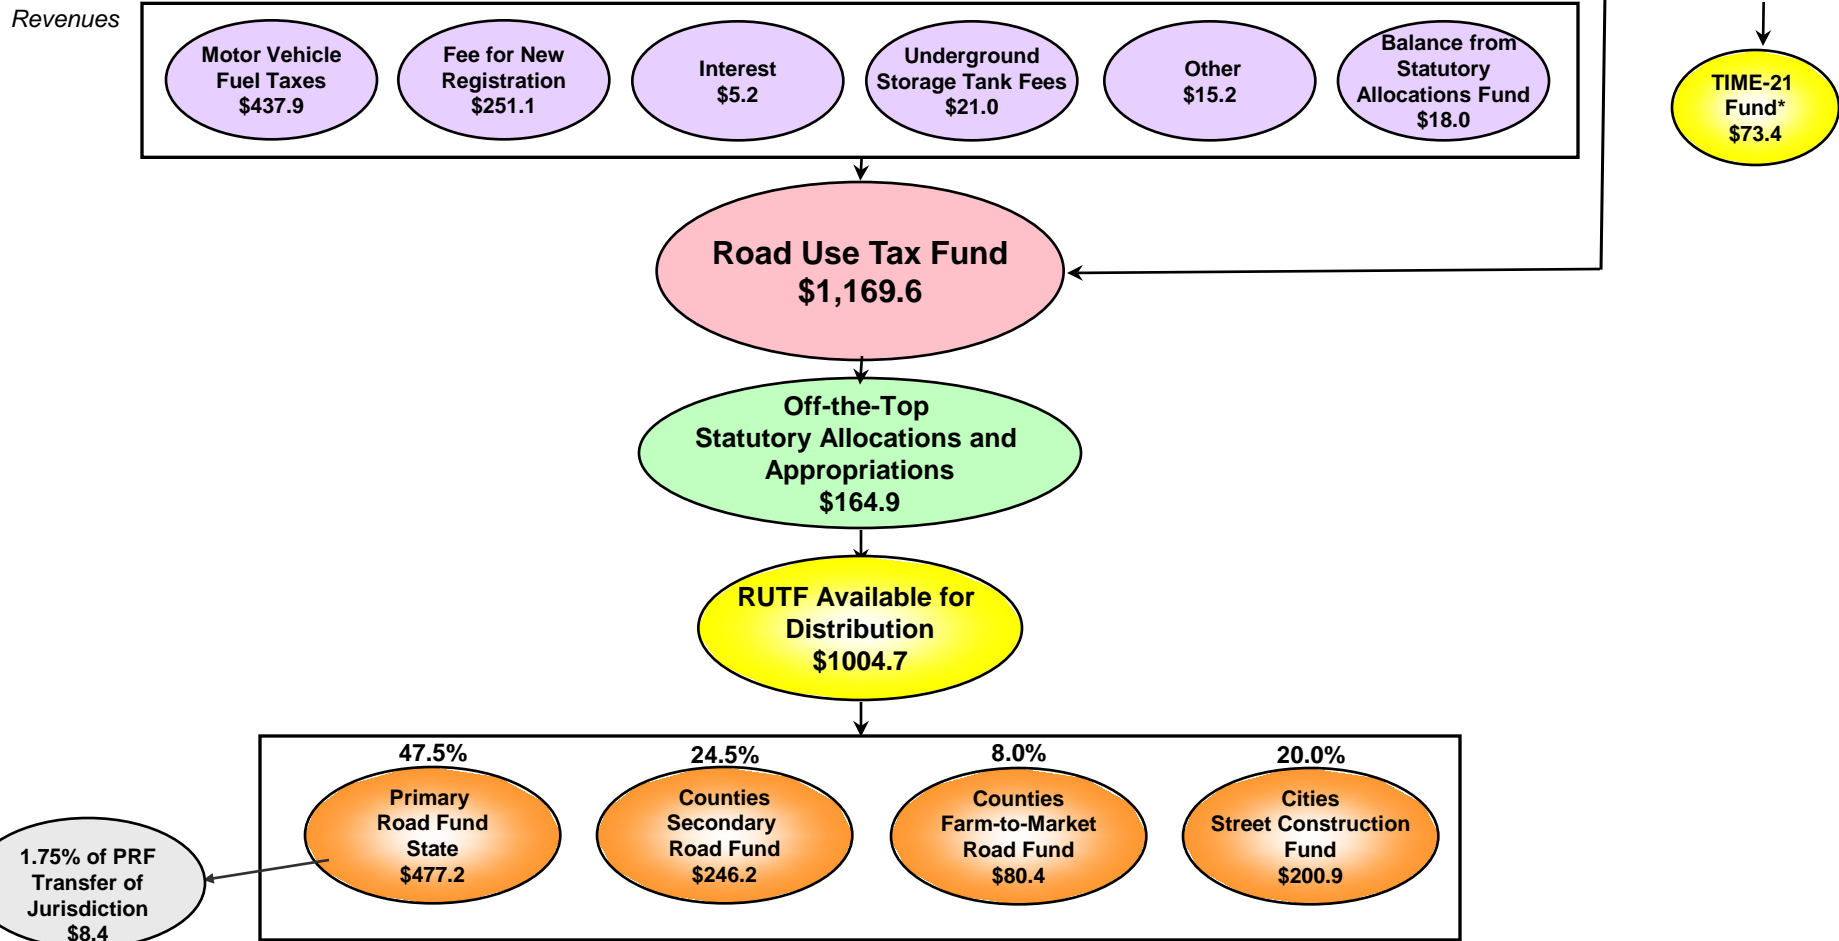 Revenues
Motor Vehicle
Fuel Taxes
$437.9
Fee for New
Registration
$251.1
Interest
$5.2
Underground
Storage Tank Fees
$21.0
Other
$15.2
Balance from
Statutory
Allocations Fund
$18.0
TIME-21
Fund*
$73.4
Road Use Tax Fund
$1,169.6
Off-the-Top
Statutory Allocations and
Appropriations
$164.9
RUTF Available for
Distribution
$1004.7
47.5%
Primary
Road Fund
State
$477.2
24.5%
Counties
Secondary
Road Fund
$246.2
8.0%
Counties
Farm-to-Market
Road Fund
$80.4
20.0%
Cities
Street Construction
Fund
$200.9
1.75% of PRF
Transfer of
Jurisdiction
$8.4